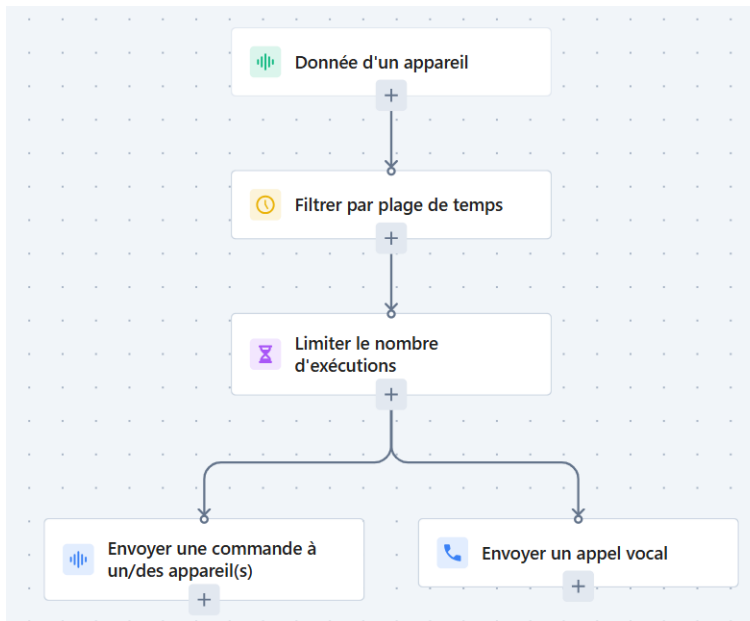 Donnée d'un appareil
Filtrer par plage de temps
Limiter le nombre
d'exécutions
Envoyer une commande à
un/des appareil(s)
Envoyer un appel vocal